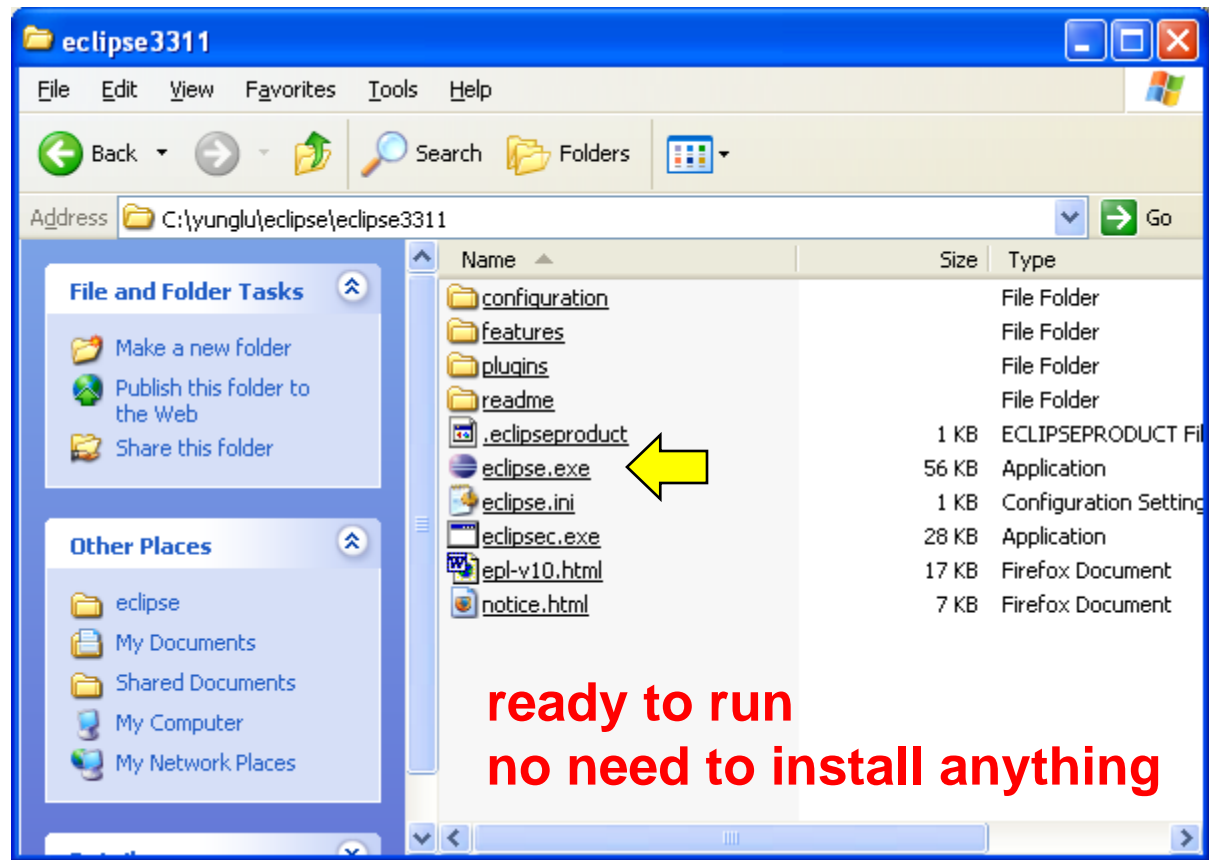 eclipse3311
File Edit View Favorites Tools Help
Back Search Folders
Address C:\yunglu\eclipse\eclipse3311 Go
Name Size Type
File and Folder Tasks
Make a new folder
Publish this folder to
the Web
Share this folder
Other Places
eclipse
My Documents
Shared Documents
My Computer
My Network Places
configuration File Folder
features File Folder
plugins File Folder
readme File Folder
.eclipseproduct 1 KB ECLIPSEPRODUCT Fil
eclipse.exe 56 KB Application
eclipse.ini 1 KB Configuration Setting
eclipsec.exe 28 KB Application
epl-v10.html 17 KB Firefox Document
notice.html 7 KB Firefox Document
ready to run
no need to install anything